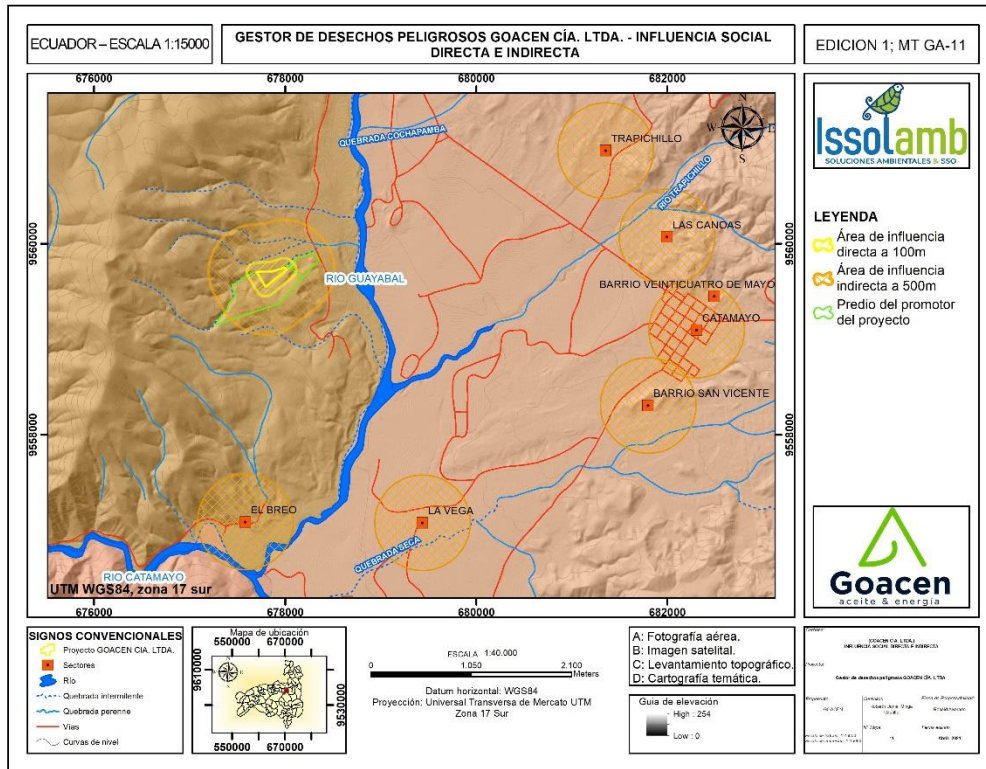 ECUADOR – ESCALA 1:15000
GESTOR DE DESECHOS PELIGROSOS GOACEN CÍA. LTDA. - INFLUENCIA SOCIAL
DIRECTA E INDIRECTA
EDICION 1; MT GA-11
676000
678000
680000
682000
9560000
9558000
9560000
9558000
N
W
E
S
QUEBRADA COCHAPAMBA
TRAPICHILLO
RIO TRAPICHILLO
LAS CANOAS
RIO GUAYABAL
BARRIO VEINTICUATRO DE MAYO
CATAMAYO
BARRIO SAN VICENTE
EL BREO
LA VEGA
QUEBRADA SECA
RIO CATAMAYO
UTM WGS84, zona 17 sur
676000
678000
680000
682000
Issolamb
SOLUCIONES AMBIENTALES & SSO
LEYENDA
Área de influencia
directa a 100m
Área de influencia
indirecta a 500m
Predio del promotor
del proyecto
Goacen
aceite & energía
SIGNOS CONVENCIONALES
Proyecto GOACEN CIA. LTDA.
Sectores
Río
Quebrada intermitente
Quebrada perenne
Vías
Curvas de nivel
Mapa de ubicación
550000 670000
9610000
9530000
550000 670000
ESCALA 1:40.000
0 1.050 2.100
Meters
Datum horizontal: WGS84
Proyección: Universal Transversa de Mercato UTM
Zona 17 Sur
A: Fotografía aérea.
B: Imagen satelital.
C: Levantamiento topográfico.
D: Cartografía temática.
Guia de elevación
High : 254
Low : 0
(GOACEN CIA. LTDA.)
INFLUENCIA SOCIAL DIRECTA E INDIRECTA
Gestor de desechos peligrosos GOACEN CIA. LTDA
GOACEN